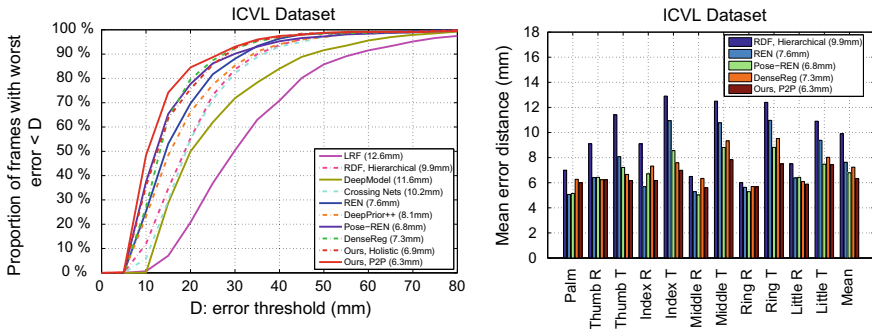 ICVL Dataset
Proportion of frames with worst
error < D
100 %
90 %
80 %
70 %
60 %
50 %
40 %
30 %
20 %
10 %
0 %
LRF (12.6mm)
RDF, Hierarchical (9.9mm)
DeepModel (11.6mm)
Crossing Nets (10.2mm)
REN (7.6mm)
DeepPrior++ (8.1mm)
Pose-REN (6.8mm)
DenseReg (7.3mm)
Ours, Holistic (6.9mm)
Ours, P2P (6.3mm)
0 10 20 30 40 50 60 70 80
D: error threshold (mm)
ICVL Dataset
Mean error distance (mm)
18
16
14
12
10
8
6
4
2
0
RDF, Hierarchical (9.9mm)
REN (7.6mm)
Pose-REN (6.8mm)
DenseReg (7.3mm)
Ours, P2P (6.3mm)
Palm
Thumb R
Thumb T
Index R
Index T
Middle R
Middle T
Ring R
Ring T
Little R
Little T
Mean